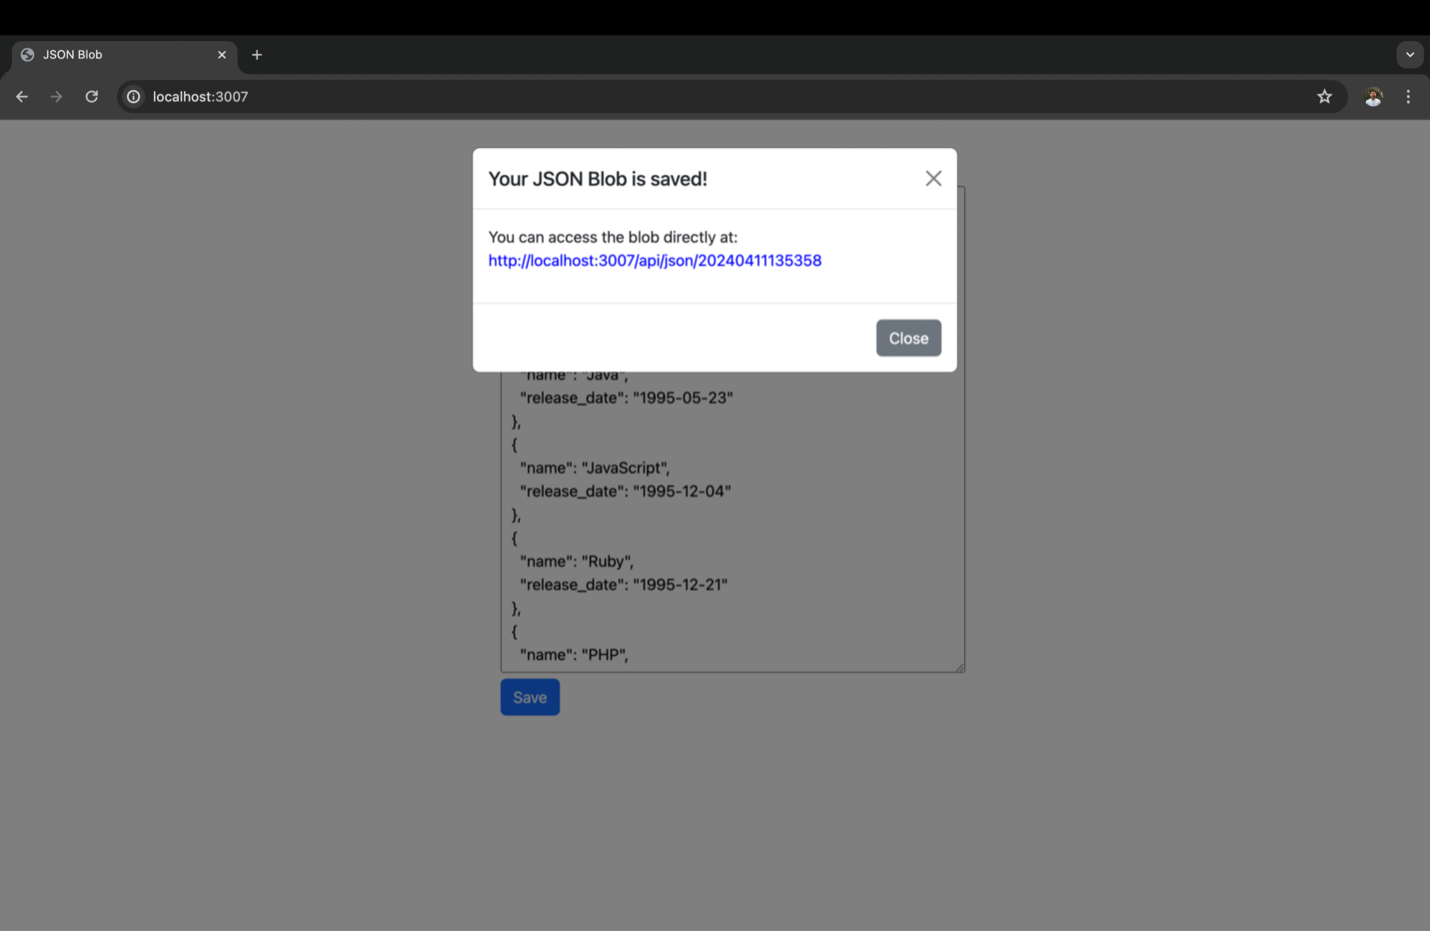 JSON Blob
localhost:3007
Your JSON Blob is saved!
You can access the blob directly at:
http://localhost:3007/api/json/20240411135358
Close
"name": "Java",
"release_date": "1995-05-23"
},
{
"name": "JavaScript",
"release_date": "1995-12-04"
},
{
"name": "Ruby",
"release_date": "1995-12-21"
},
{
"name": "PHP",
Save